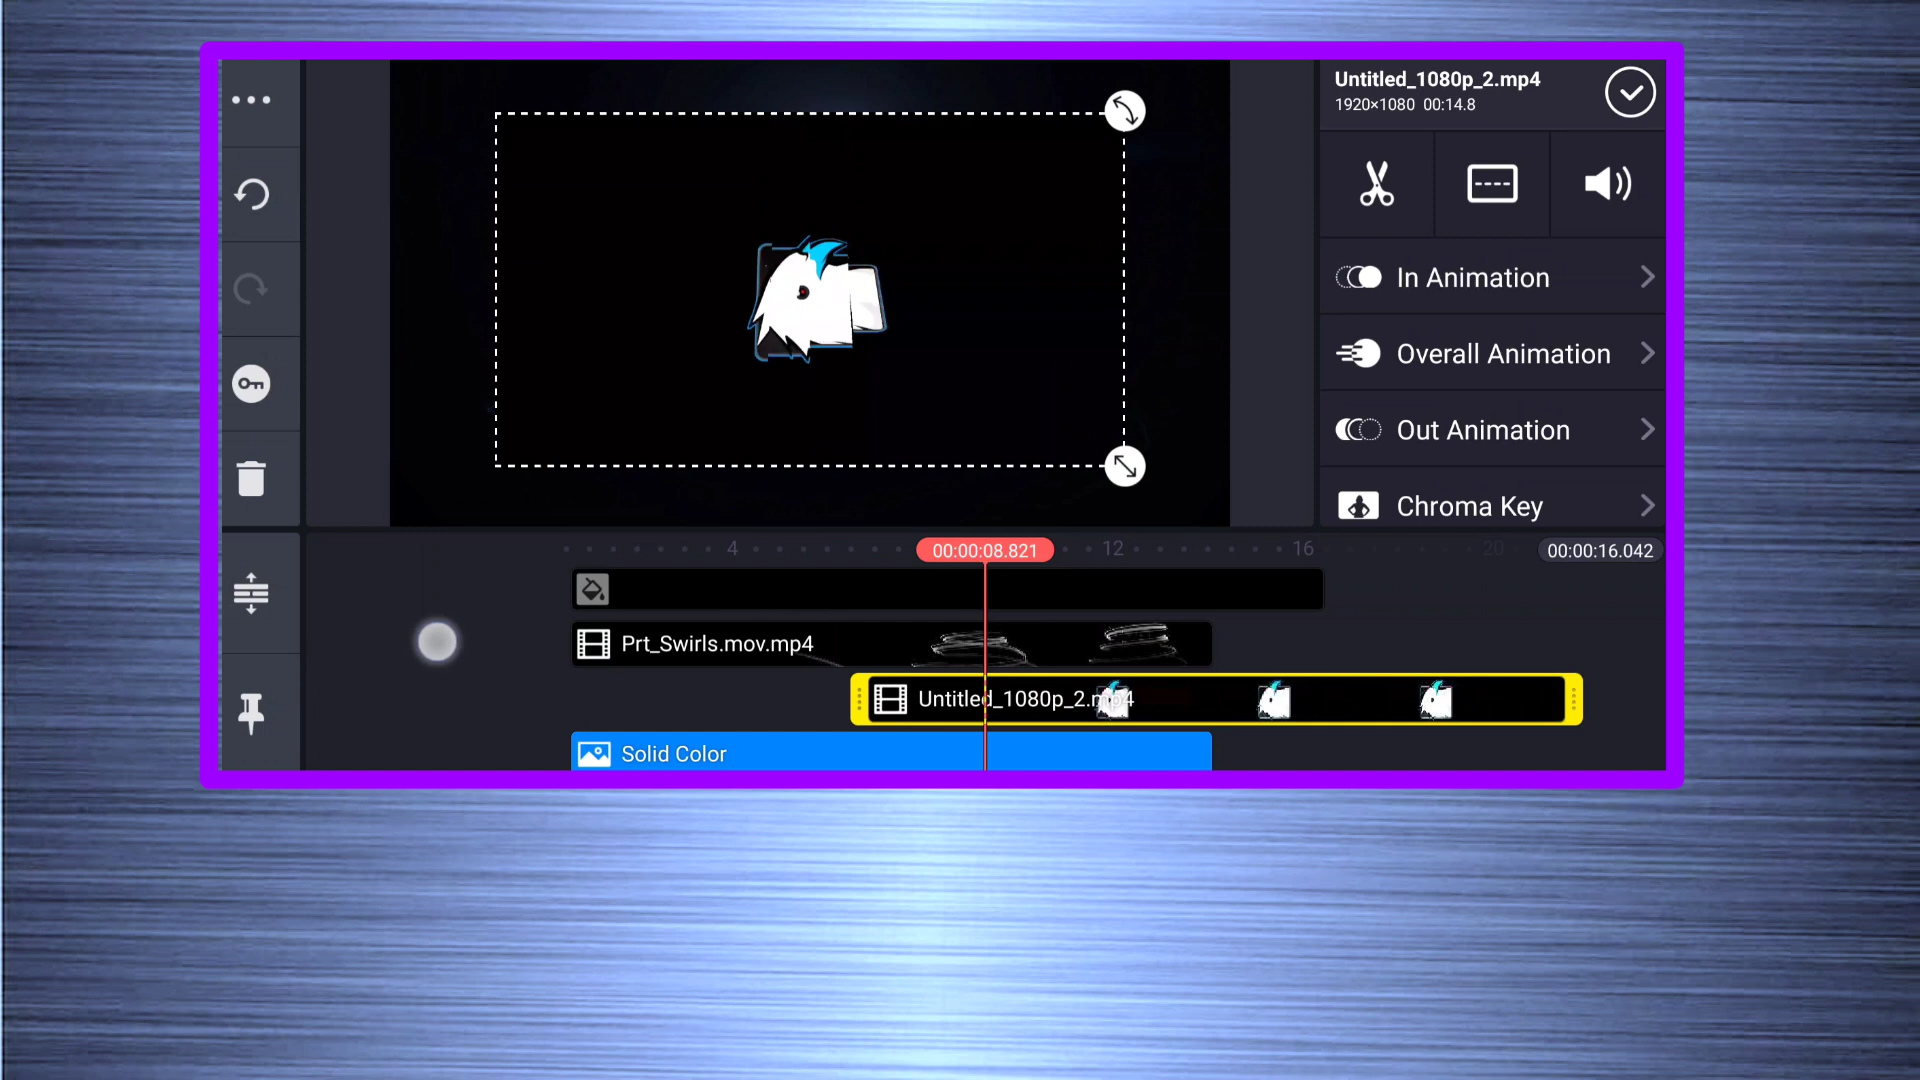 Untitled_1080p_2.mp4
1920×1080 00:14.8
In Animation
Overall Animation
Out Animation
Chroma Key
4 00:00:08.821 12 16 20 00:00:16.042
Prt_Swirls.mov.mp4
Untitled_1080p_2.mp4
Solid Color